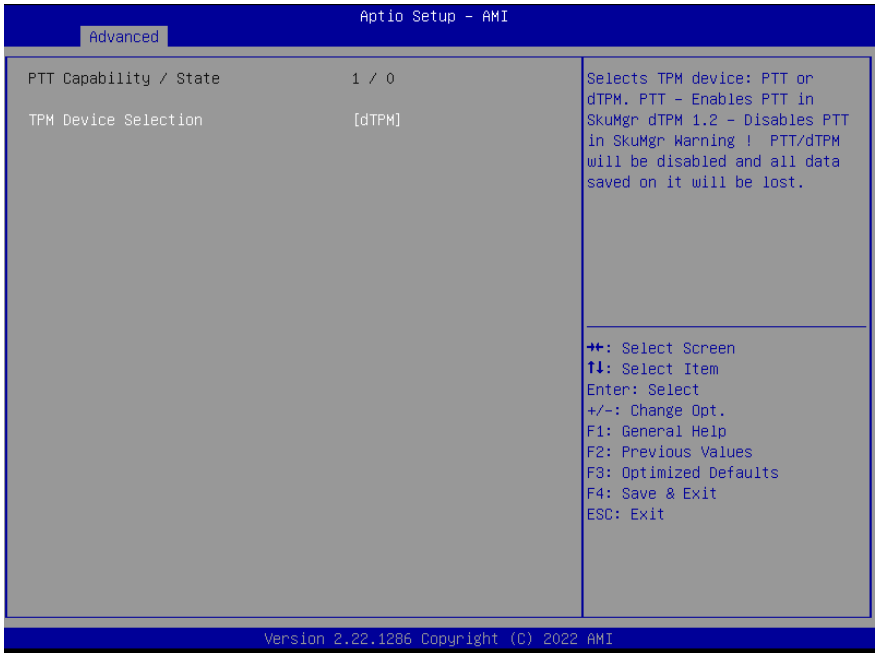 Aptio Setup - AMI
Advanced
PTT Capability / State 1 / 0
TPM Device Selection [dTPM]
Selects TPM device: PTT or
dTPM. PTT - Enables PTT in
SkuMgr dTPM 1.2 - Disables PTT
in SkuMgr Warning ! PTT/dTPM
will be disabled and all data
saved on it will be lost.
→←: Select Screen
↑↓: Select Item
Enter: Select
+/-: Change Opt.
F1: General Help
F2: Previous Values
F3: Optimized Defaults
F4: Save & Exit
ESC: Exit
Version 2.22.1286 Copyright (C) 2022 AMI